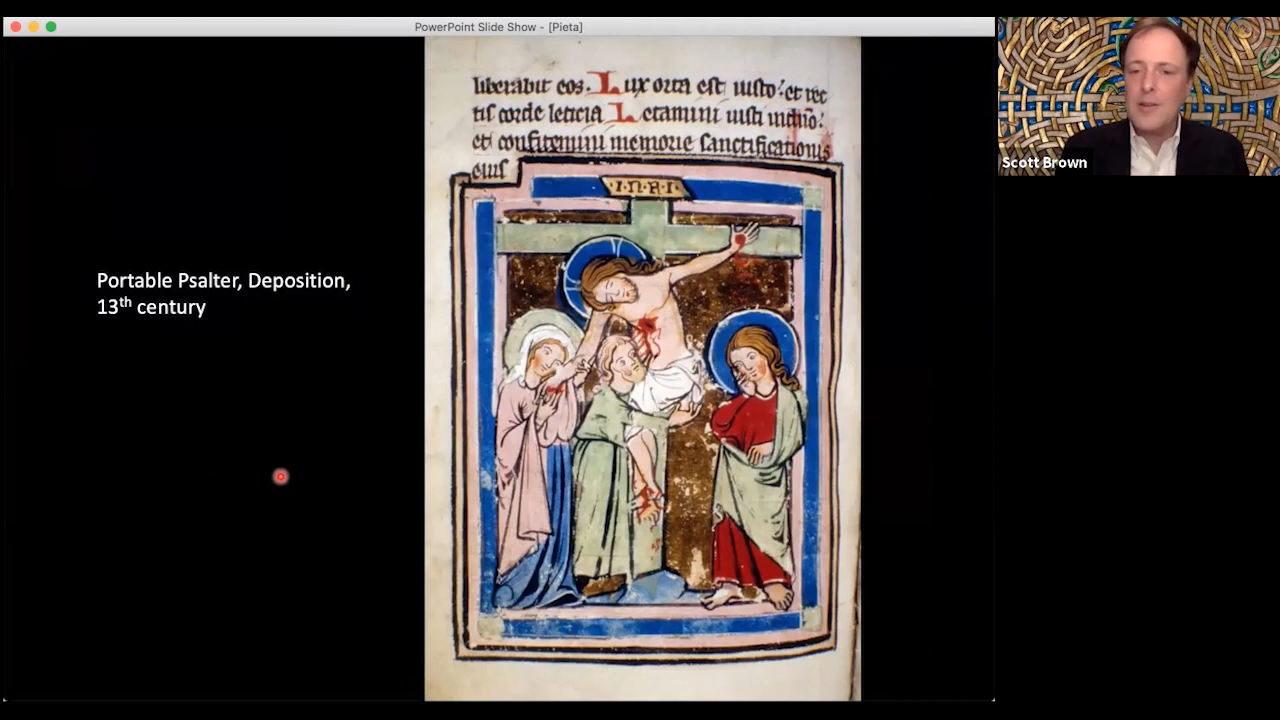 PowerPoint Slide Show - [Pieta]
liberabit eos. Lux orta est iusto: et rec
tis corde leticia Letamini iusti in dn̄o:
et confitemini memorie sanctificationis
eius
I·N·R·I·
Scott Brown
Portable Psalter, Deposition,
13th century